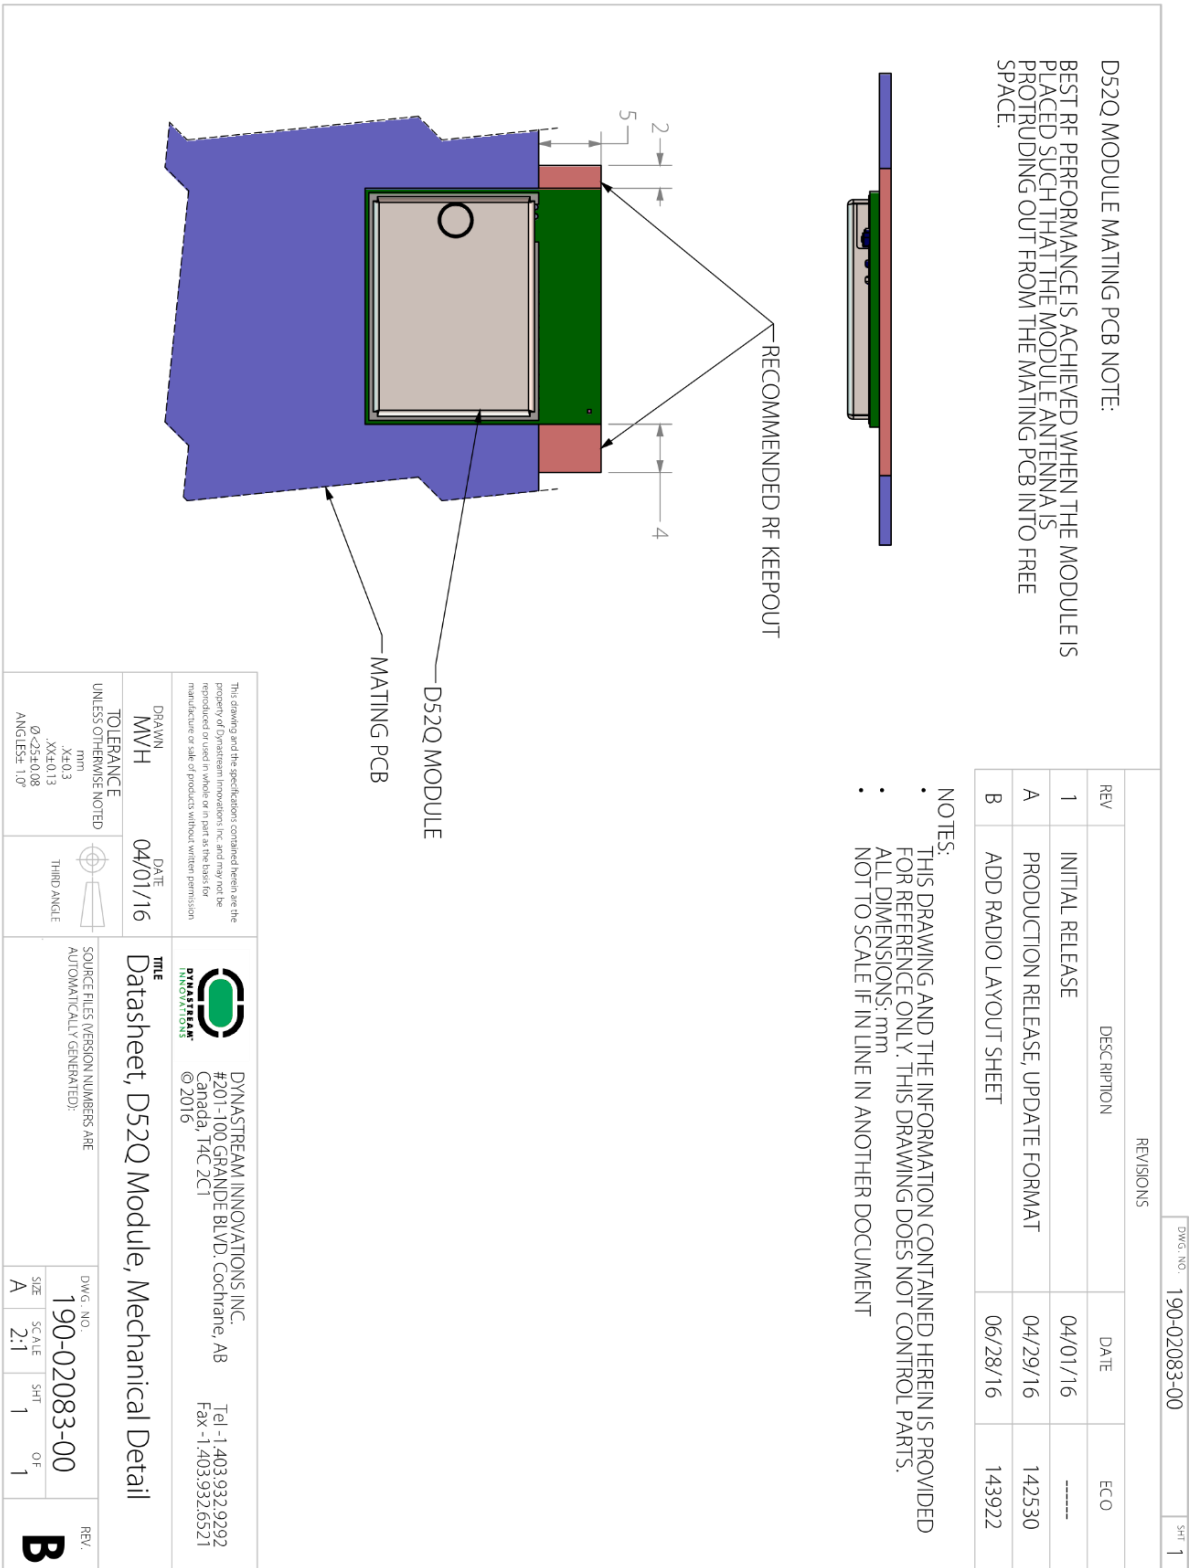 DWG. NO. 190-02083-00 SHT 1
REVISIONS
REV DESCRIPTION DATE ECO
1 INITIAL RELEASE 04/01/16 ------
A PRODUCTION RELEASE, UPDATE FORMAT 04/29/16 142530
B ADD RADIO LAYOUT SHEET 06/28/16 143922
D52Q MODULE MATING PCB NOTE:
BEST RF PERFORMANCE IS ACHIEVED WHEN THE MODULE IS
PLACED SUCH THAT THE MODULE ANTENNA IS
PROTRUDING OUT FROM THE MATING PCB INTO FREE
SPACE.
NOTES:
• THIS DRAWING AND THE INFORMATION CONTAINED HEREIN IS PROVIDED
FOR REFERENCE ONLY. THIS DRAWING DOES NOT CONTROL PARTS.
• ALL DIMENSIONS: mm
• NOT TO SCALE IF IN LINE IN ANOTHER DOCUMENT
RECOMMENDED RF KEEPOUT
2
4
5
D52Q MODULE
MATING PCB
This drawing and the specifications contained herein are the
property of Dynastream Innovations Inc. and may not be
reproduced or used in whole or in part as the basis for
manufacture or sale of products without written permission
DRAWN
MVH
DATE
04/01/16
TOLERANCE
UNLESS OTHERWISE NOTED
mm
.X±0.3
.XX±0.13
Ø<25±0.08
ANGLES± 1.0°
THIRD ANGLE
DYNASTREAM
INNOVATIONS
DYNASTREAM INNOVATIONS INC.
#201-100 GRANDE BLVD. Cochrane, AB
Canada, T4C 2C1
© 2016
Tel -1.403.932.9292
Fax -1.403.932.6521
TITLE
Datasheet, D52Q Module, Mechanical Detail
SOURCE FILES (VERSION NUMBERS ARE
AUTOMATICALLY GENERATED):
DWG. NO.
190-02083-00
SIZE A
SCALE 2:1
SHT 1 OF 1
REV.
B